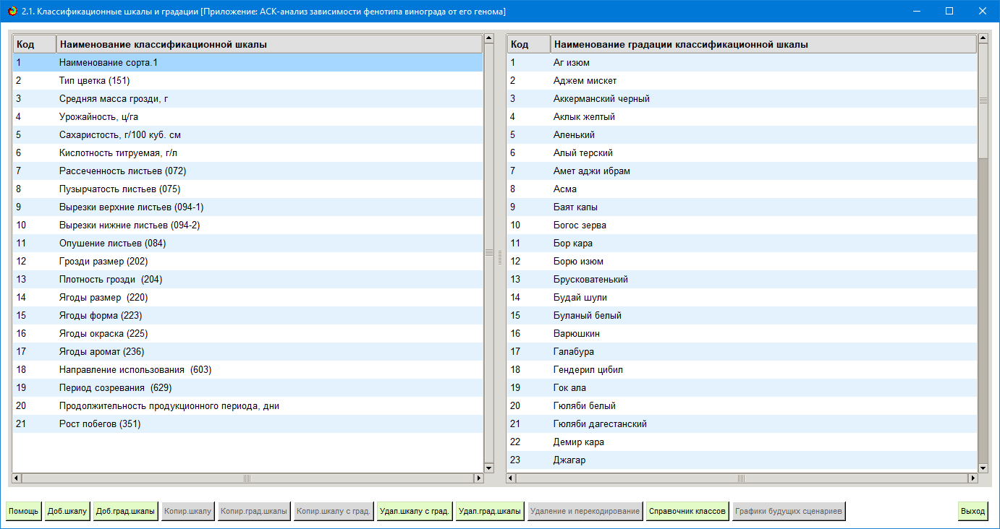 2.1. Классификационные шкалы и градации [Приложение: АСК-анализ зависимости фенотипа винограда от его генома]
Код Наименование классификационной шкалы
1 Наименование сорта.1
2 Тип цветка (151)
3 Средняя масса грозди, г
4 Урожайность, ц/га
5 Сахаристость, г/100 куб. см
6 Кислотность титруемая, г/л
7 Рассеченность листьев (072)
8 Пузырчатость листьев (075)
9 Вырезки верхние листьев (094-1)
10 Вырезки нижние листьев (094-2)
11 Опушение листьев (084)
12 Грозди размер (202)
13 Плотность грозди  (204)
14 Ягоды размер  (220)
15 Ягоды форма (223)
16 Ягоды окраска (225)
17 Ягоды аромат (236)
18 Направление использования  (603)
19 Период созревания  (629)
20 Продолжительность продукционного периода, дни
21 Рост побегов (351)
Код Наименование градации классификационной шкалы
1 Аг изюм
2 Аджем мискет
3 Аккерманский черный
4 Аклык желтый
5 Аленький
6 Алый терский
7 Амет аджи ибрам
8 Асма
9 Баят капы
10 Богос зерва
11 Бор кара
12 Борю изюм
13 Брусковатенький
14 Будай шули
15 Буланый белый
16 Варюшкин
17 Галабура
18 Гендерил цибил
19 Гок ала
20 Гюляби белый
21 Гюляби дагестанский
22 Демир кара
23 Джагар
Помощь Доб.шкалу Доб.град.шкалы Копир.шкалу Копир.град.шкалы Копир.шкалу с град. Удал.шкалу с град. Удал.град.шкалы Удаление и перекодирование Справочник классов Графики будущих сценариев Выход